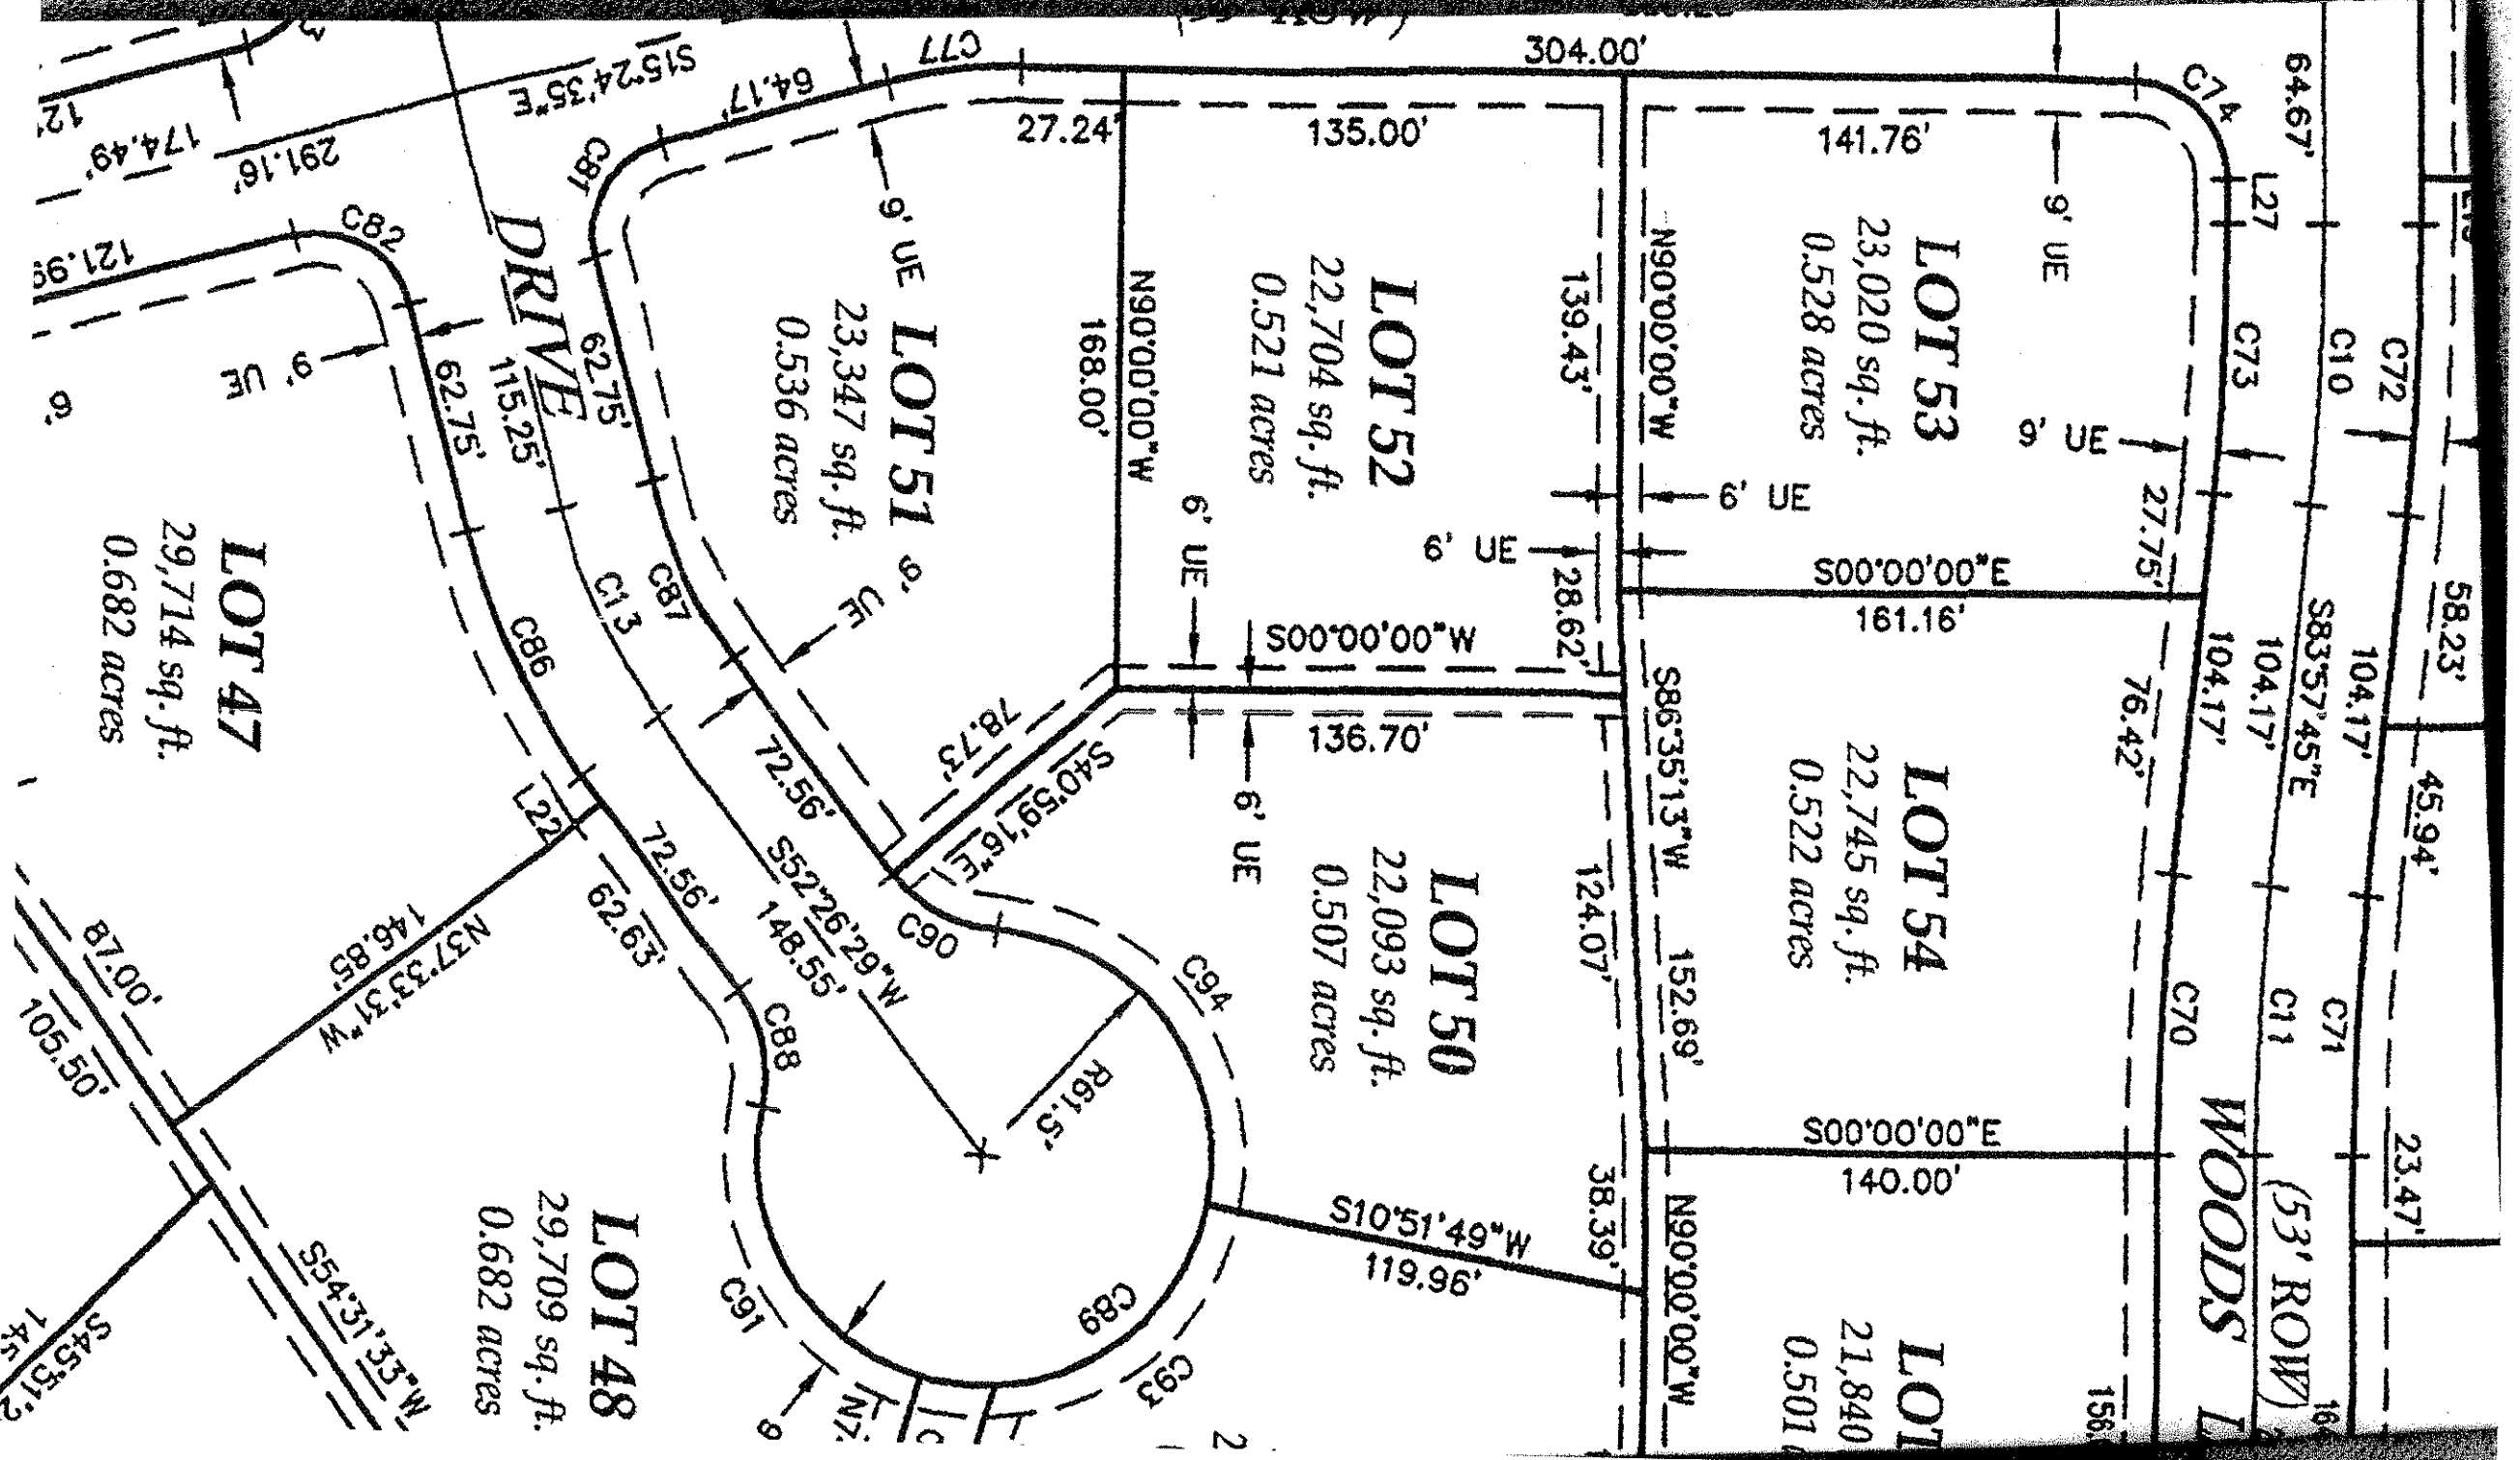 304.00'
C77
64.17'
S15°24'35"E
291.16'
174.49'
C81
27.24'
135.00'
141.76'
C74
64.67'
L27
9' UE
9' UE
C82
121.99
DRIVE
62.75'
62.75'
115.25'
9' UE
LOT 51
23,347 sq. ft.
0.536 acres
N90°00'00"W
168.00'
LOT 52
22,704 sq. ft.
0.521 acres
139.43'
N90°00'00"W
LOT 53
23,020 sq. ft.
0.528 acres
C73
C10
C72
9' UE
6' UE
6' UE
6' UE
27.75'
S00°00'00"E
161.16'
28.62'
S00°00'00"W
136.70'
6' UE
9' UE
C87
C13
C86
LOT 47
29,714 sq. ft.
0.682 acres
78.73'
S40°59'16"E
72.56'
L22
72.56'
62.63'
S52°26'29"W
148.55'
C90
C88
C94
R61.5'
LOT 50
22,093 sq. ft.
0.507 acres
124.07'
S86°35'13"W
152.69'
LOT 54
22,745 sq. ft.
0.522 acres
76.42'
104.17'
104.17'
S83°57'45"E
104.17'
58.23'
45.94'
C70
C11
C71
WOODS L
(53' ROW)
23.47'
S00°00'00"E
140.00'
38.39'
N90°00'00"W
S10°51'49"W
119.96'
146.85'
N37°33'31"W
87.00'
105.50'
S54°31'33"W
LOT 48
29,709 sq. ft.
0.682 acres
C91
C89
C93
LOT
21,840
0.501
156.
S45°51'2